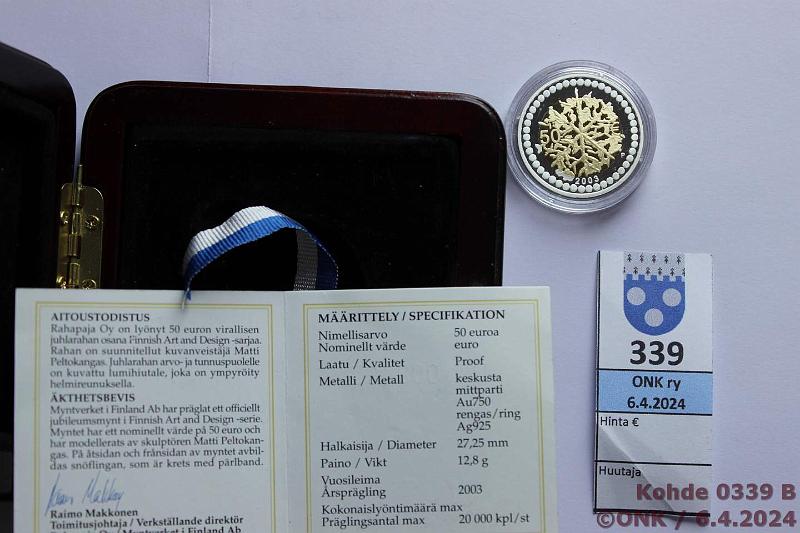 50
2003
AITOUSTODISTUS
Rahapaja Oy on lyönyt 50 euron virallisen
juhlarahan osana Finnish Art and Design -sarjaa.
Rahan on suunnitellut kuvanveistäjä Matti
Peltokangas. Juhlarahan arvo- ja tunnuspuolelle
on kuvattu lumihiutale, joka on ympyröity
helmireunuksella.
ÄKTHETSBEVIS
Myntverket i Finland Ab har präglat ett officiellt
jubileumsmynt i Finnish Art and Design -serie.
Myntet har ett nominellt värde på 50 euro och
har modellerats av skulptören Matti Peltokan-
gas. På åtsidan och frånsidan av myntet avbil-
das snöflingan, som är krets med pärlband.
Raimo Makkonen
Toimitusjohtaja / Verkställande direktör
MÄÄRITTELY / SPECIFIKATION
Nimellisarvo 50 euroa
Nominellt värde euro
Laatu / Kvalitet Proof
Metalli / Metall keskusta
mittparti
Au750
rengas/ring
Ag925
Halkaisija / Diameter 27,25 mm
Paino / Vikt 12,8 g
Vuosileima
Årsprägling 2003
Kokonaislyöntimäärä max
Präglingsantal max 20 000 kpl/st
339
ONK ry
6.4.2024
Hinta €
Huutaja
Kohde 0339 B
©ONK / 6.4.2024